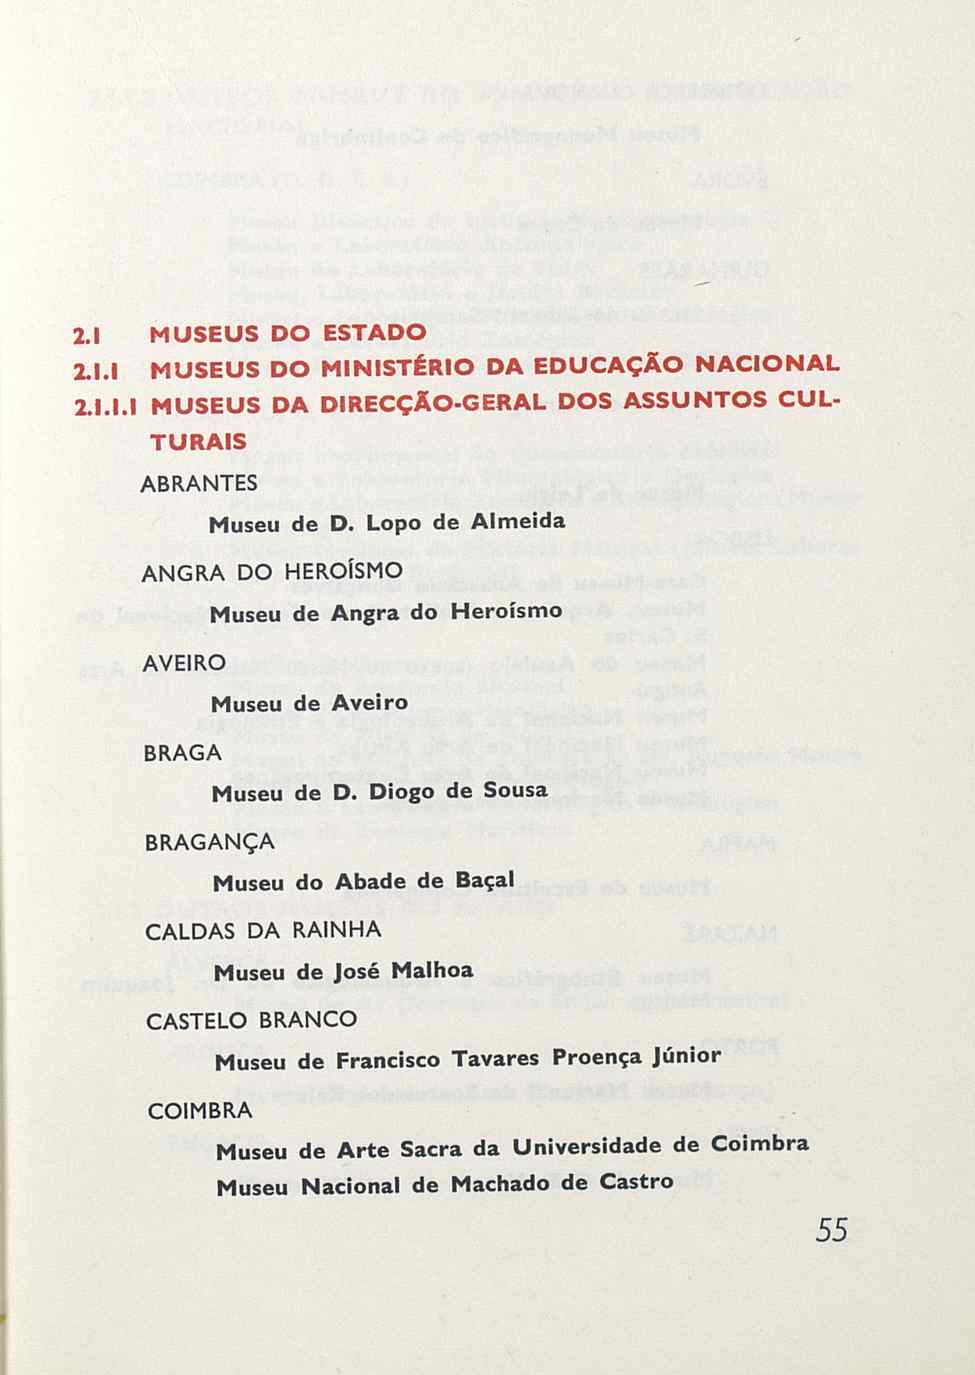 2.1 MUSEUS DO ESTADO
2.1.1 MUSEUS DO MINISTÉRIO DA EDUCAÇÃO NACIONAL
2.1.1.1 MUSEUS DA DIRECÇÃO-GERAL DOS ASSUNTOS CUL-
TURAIS
ABRANTES
Museu de D. Lopo de Almeida
ANGRA DO HEROÍSMO
Museu de Angra do Heroísmo
AVEIRO
Museu de Aveiro
BRAGA
Museu de D. Diogo de Sousa
BRAGANÇA
Museu do Abade de Baçal
CALDAS DA RAINHA
Museu de José Malhoa
CASTELO BRANCO
Museu de Francisco Tavares Proença Júnior
COIMBRA
Museu de Arte Sacra da Universidade de Coimbra
Museu Nacional de Machado de Castro
55